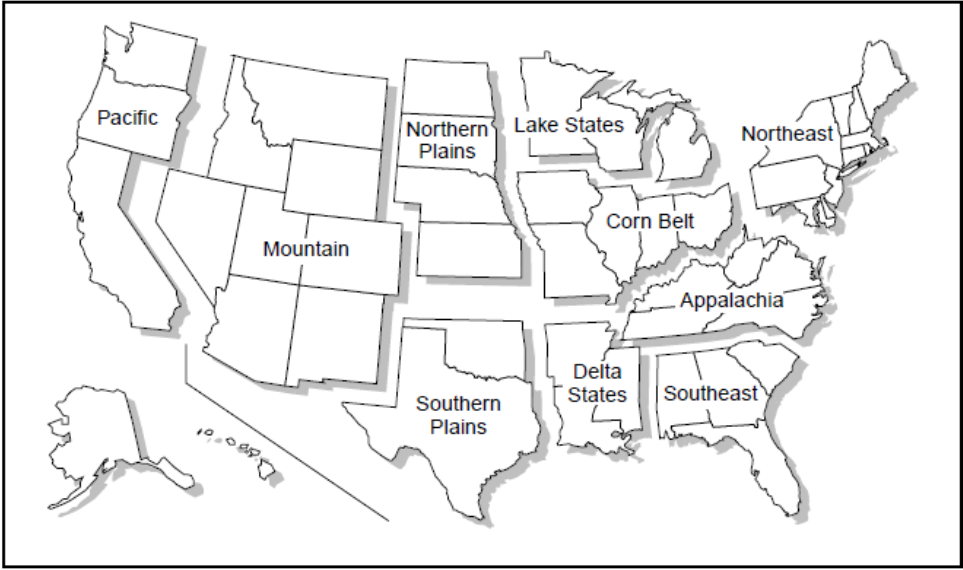 Pacific
Northern
Plains
Lake States
Northeast
Mountain
Corn Belt
Appalachia
Southern
Plains
Delta
States
Southeast